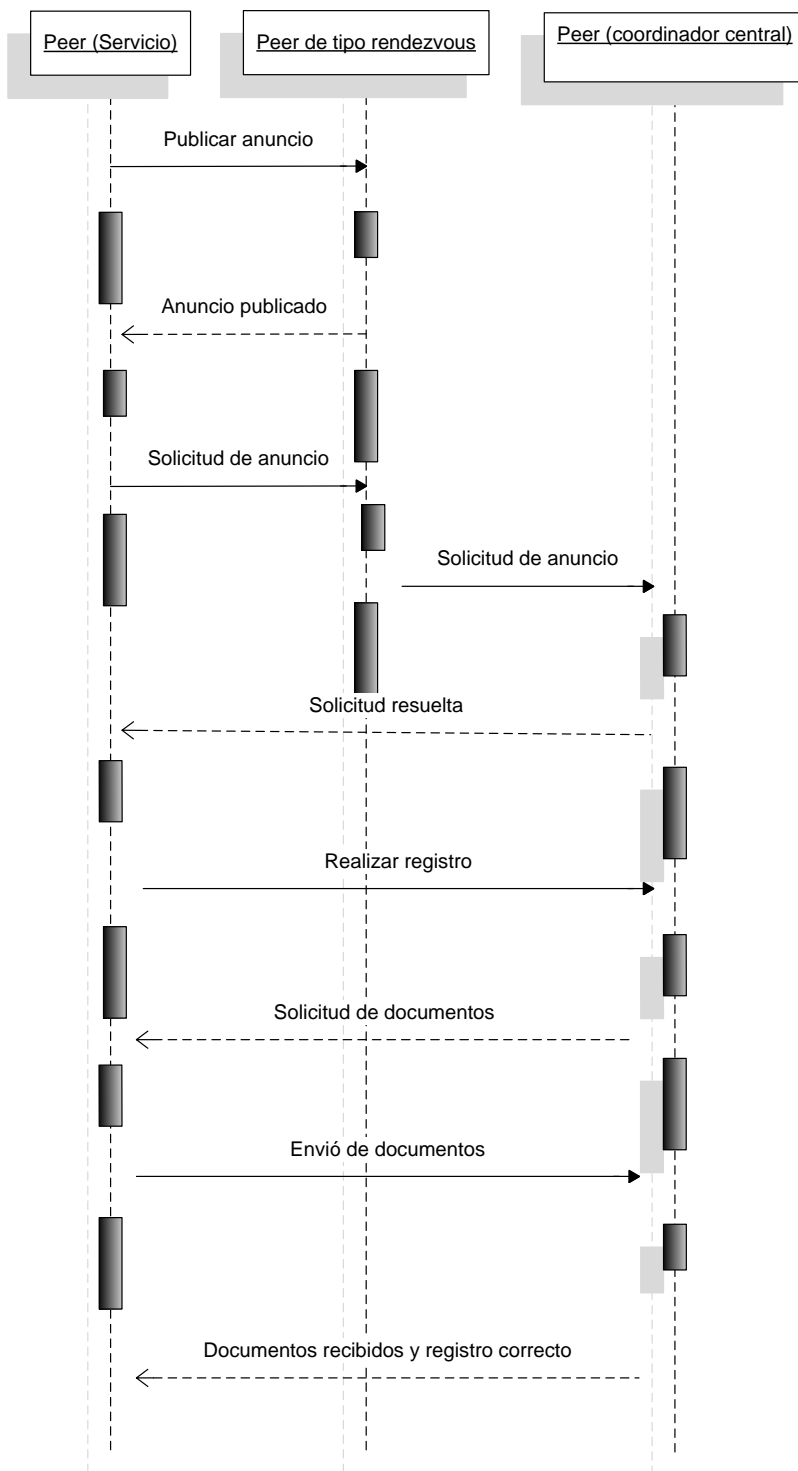 Peer (Servicio)
Peer de tipo rendezvous
Peer (coordinador central)
Publicar anuncio
Anuncio publicado
Solicitud de anuncio
Solicitud de anuncio
Solicitud resuelta
Realizar registro
Solicitud de documentos
Envió de documentos
Documentos recibidos y registro correcto